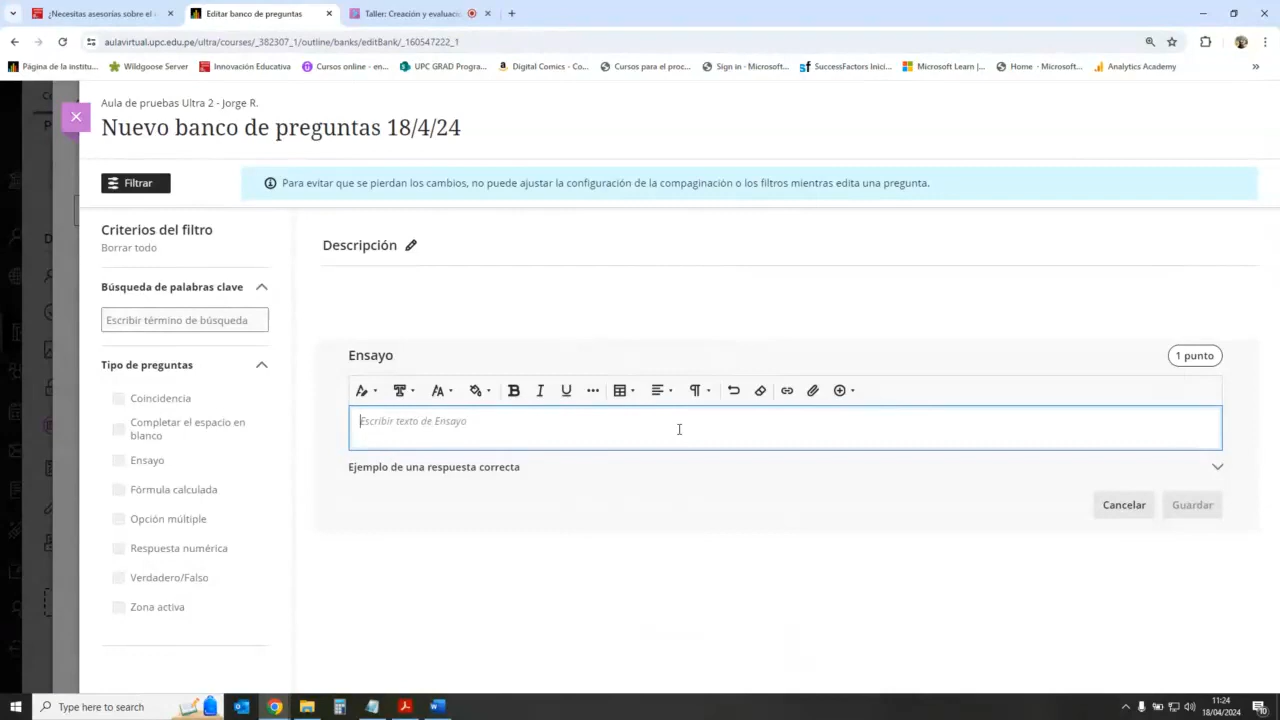 ¿Necesitas asesorías sobre el
Editar banco de preguntas
Taller: Creación y evaluac
aulavirtual.upc.edu.pe/ultra/courses/_382307_1/outline/banks/editBank/_160547222_1
Página de la institu...
Wildgoose Server
Innovación Educativa
Cursos online - en...
UPC GRAD Progra...
Digital Comics - Co...
Cursos para el proc...
Sign in - Microsoft...
SuccessFactors Inici...
Microsoft Learn |...
Home - Microsoft...
Analytics Academy
Aula de pruebas Ultra 2 - Jorge R.
Nuevo banco de preguntas 18/4/24
Filtrar
Para evitar que se pierdan los cambios, no puede ajustar la configuración de la compaginación o los filtros mientras edita una pregunta.
Criterios del filtro
Borrar todo
Búsqueda de palabras clave
Escribir término de búsqueda
Tipo de preguntas
Coincidencia
Completar el espacio en
blanco
Ensayo
Fórmula calculada
Opción múltiple
Respuesta numérica
Verdadero/Falso
Zona activa
Descripción
Ensayo
1 punto
Escribir texto de Ensayo
Ejemplo de una respuesta correcta
Cancelar
Guardar
Type here to search
11:24
18/04/2024